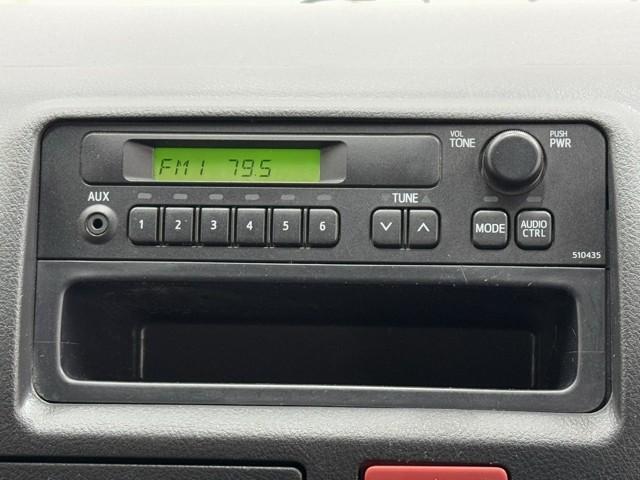 FM1 79.5
VOL
TONE
PUSH
PWR
AUX
TUNE
1 2 3 4 5 6
MODE
AUDIO
CTRL
510435